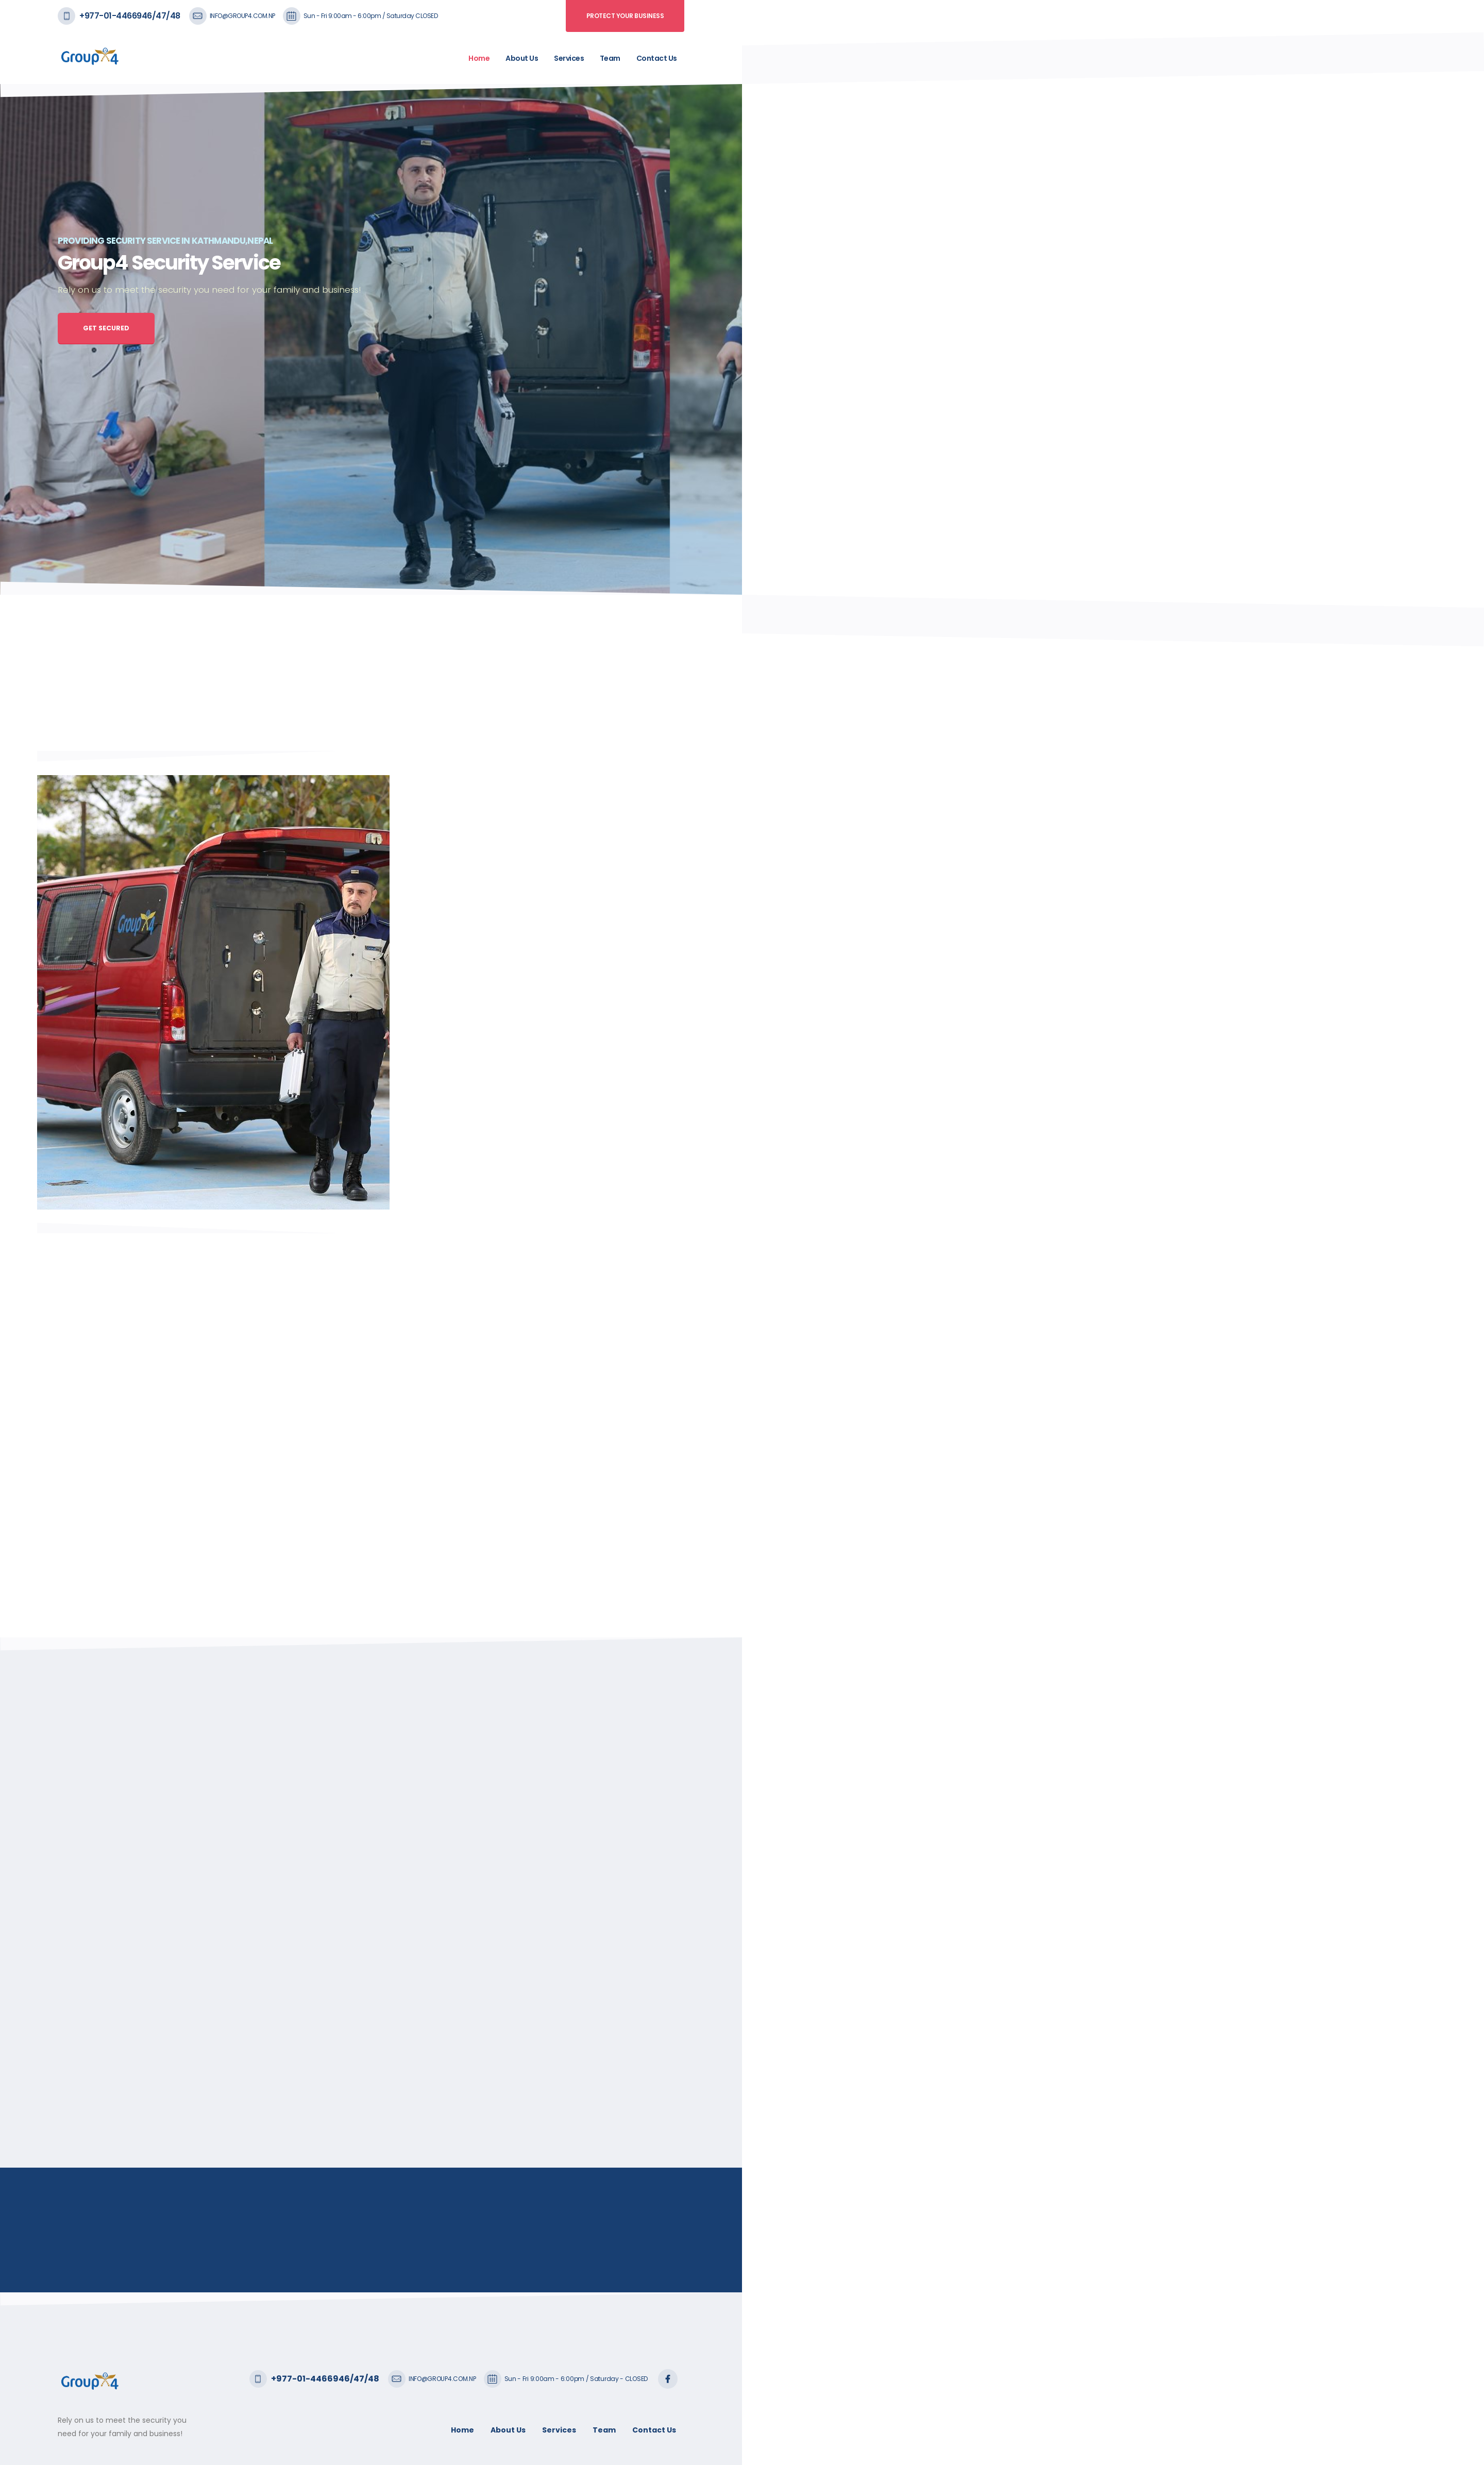 +977-01-4466946/47/48
INFO@GROUP4.COM.NP
Sun - Fri 9:00am - 6:00pm / Saturday CLOSED
PROTECT YOUR BUSINESS
Group4
Home
About Us
Services
Team
Contact Us
PROVIDING SECURITY SERVICE IN KATHMANDU,NEPAL
Group4 Security Service
Rely on us to meet the security you need for your family and business!
GET SECURED
Group4
Group4
+977-01-4466946/47/48
INFO@GROUP4.COM.NP
Sun - Fri 9:00am - 6:00pm / Saturday - CLOSED
Rely on us to meet the security you
need for your family and business!
Home
About Us
Services
Team
Contact Us